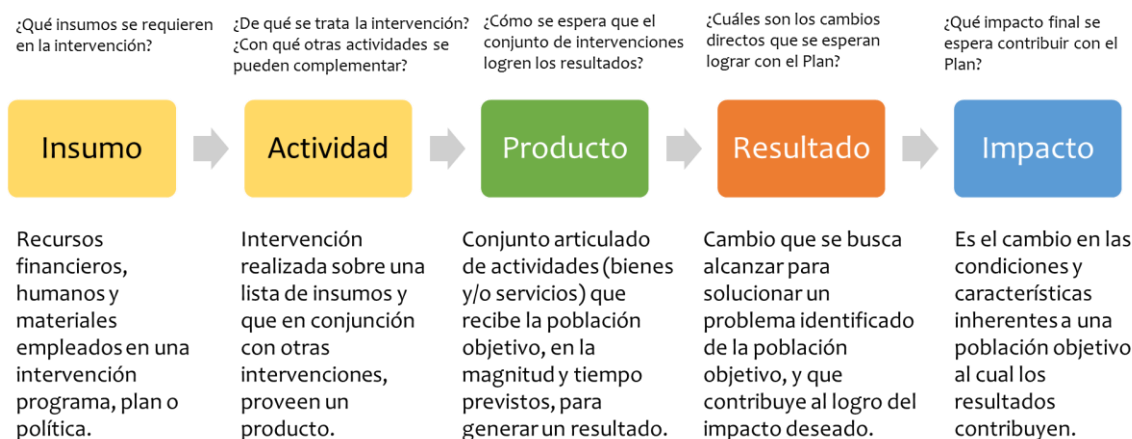 ¿Qué insumos se requieren
en la intervención?
¿De qué se trata la intervención?
¿Con qué otras actividades se
pueden complementar?
¿Cómo se espera que el
conjunto de intervenciones
logren los resultados?
¿Cuáles son los cambios
directos que se esperan
lograr con el Plan?
¿Qué impacto final se
espera contribuir con el
Plan?
Insumo
Actividad
Producto
Resultado
Impacto
Recursos
financieros,
humanos y
materiales
empleados en una
intervención
programa, plan o
política.
Intervención
realizada sobre una
lista de insumos y
que en conjunción
con otras
intervenciones,
proveen un
producto.
Conjunto articulado
de actividades (bienes
y/o servicios) que
recibe la población
objetivo, en la
magnitud y tiempo
previstos, para
generar un resultado.
Cambio que se busca
alcanzar para
solucionar un
problema identificado
de la población
objetivo, y que
contribuye al logro del
impacto deseado.
Es el cambio en las
condiciones y
características
inherentes a una
población objetivo
al cual los
resultados
contribuyen.